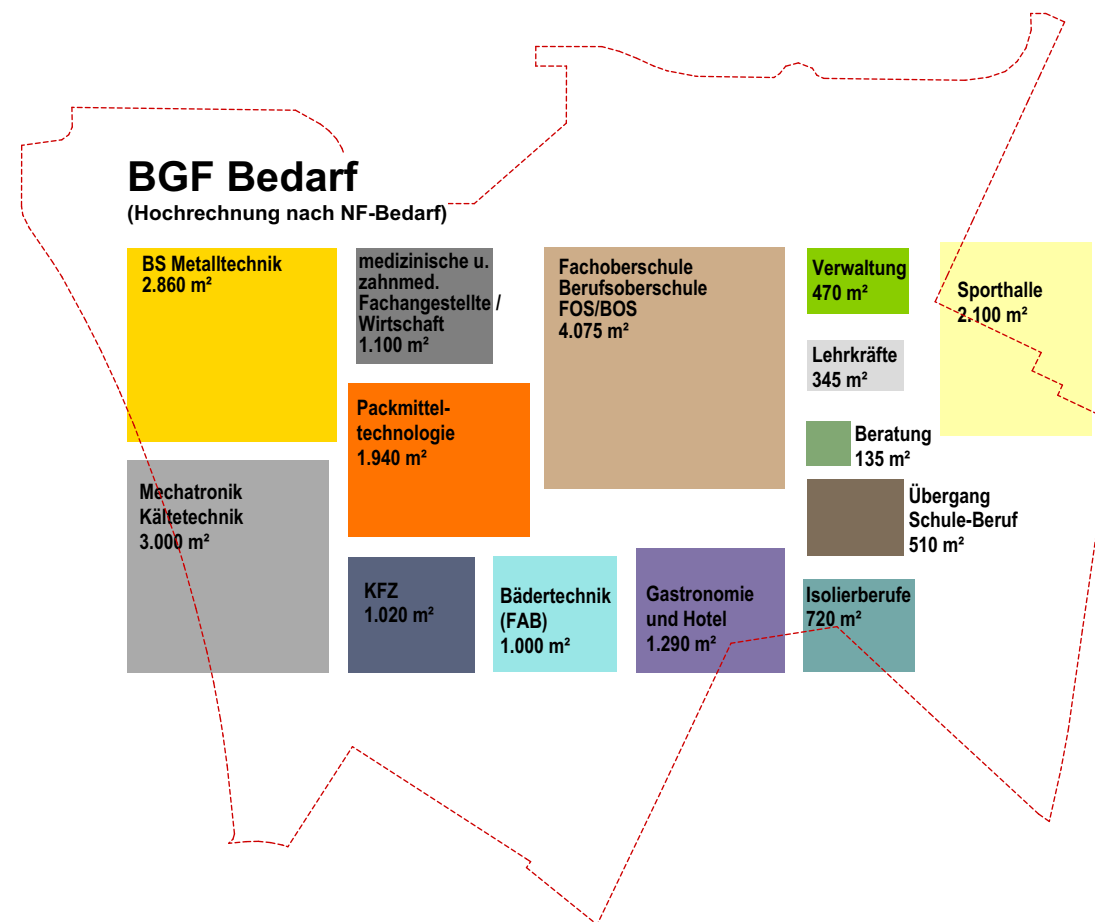 BGF Bedarf
(Hochrechnung nach NF-Bedarf)
BS Metalltechnik
2.860 m²
medizinische u.
zahnmed.
Fachangestellte /
Wirtschaft
1.100 m²
Fachoberschule
Berufsoberschule
FOS/BOS
4.075 m²
Verwaltung
470 m²
Sporthalle
2.100 m²
Lehrkräfte
345 m²
Packmittel-
technologie
1.940 m²
Beratung
135 m²
Mechatronik
Kältetechnik
3.000 m²
Übergang
Schule-Beruf
510 m²
KFZ
1.020 m²
Bädertechnik
(FAB)
1.000 m²
Gastronomie
und Hotel
1.290 m²
Isolierberufe
720 m²